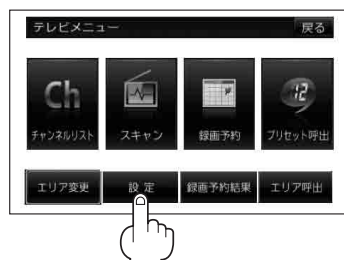 テレビメニュー 戻る
Ch 12
チャンネルリスト スキャン 録画予約 プリセット呼出
エリア変更 設定 録画予約結果 エリア呼出